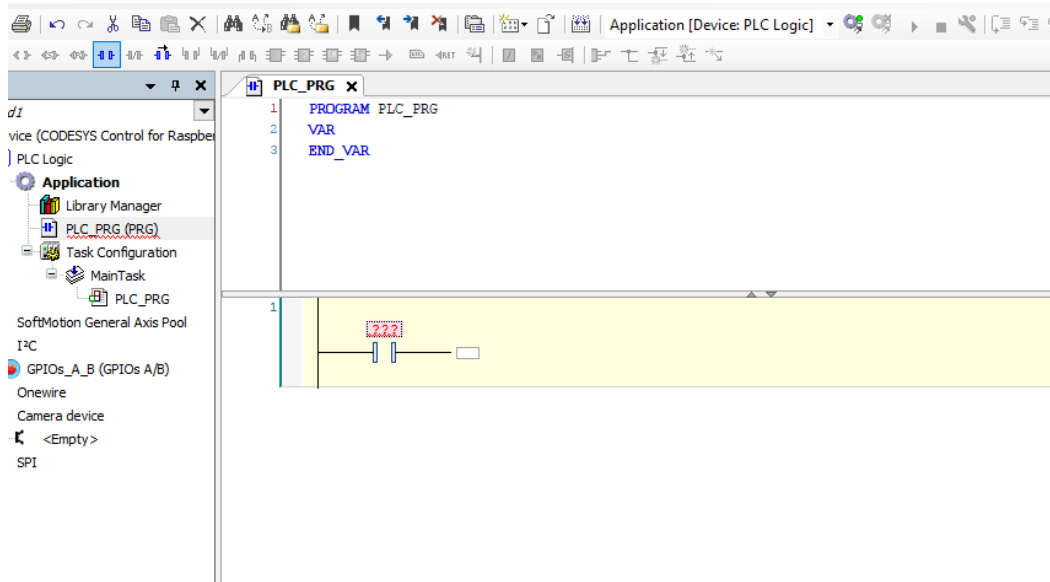 Application [Device: PLC Logic]
PLC_PRG
d1
vice (CODESYS Control for Raspber
PLC Logic
Application
Library Manager
PLC_PRG (PRG)
Task Configuration
MainTask
PLC_PRG
SoftMotion General Axis Pool
I²C
GPIOs_A_B (GPIOs A/B)
Onewire
Camera device
<Empty>
SPI
1 PROGRAM PLC_PRG
2 VAR
3 END_VAR
1
???